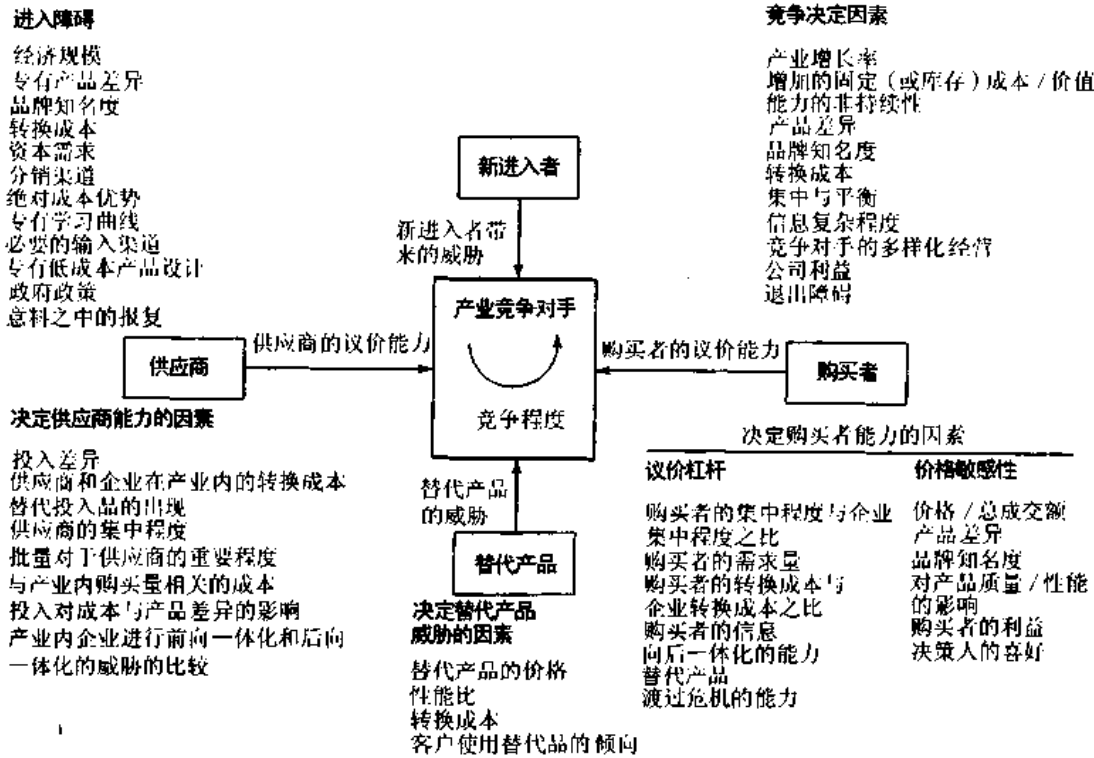 进入障碍
经济规模
专有产品差异
品牌知名度
转换成本
资本需求
分销渠道
绝对成本优势
专有学习曲线
必要的输入渠道
专有低成本产品设计
政府政策
意料之中的报复
竞争决定因素
产业增长率
增加的固定（或库存）成本/价值
能力的非持续性
产品差异
品牌知名度
转换成本
集中与平衡
信息复杂程度
竞争对手的多样化经营
公司利益
退出障碍
新进入者
新进入者带
来的威胁
产业竞争对手
竞争程度
供应商的议价能力
供应商
购买者的议价能力
购买者
替代产品
的威胁
替代产品
决定供应商能力的因素
投入差异
供应商和企业在产业内的转换成本
替代投入品的出现
供应商的集中程度
批量对于供应商的重要程度
与产业内购买量相关的成本
投入对成本与产品差异的影响
产业内企业进行前向一体化和后向
一体化的威胁的比较
决定替代产品
威胁的因素
替代产品的价格
性能比
转换成本
客户使用替代品的倾向
决定购买者能力的因素
议价杠杆
购买者的集中程度与企业
集中程度之比
购买者的需求量
购买者的转换成本与
企业转换成本之比
购买者的信息
向后一体化的能力
替代产品
渡过危机的能力
价格敏感性
价格/总成交额
产品差异
品牌知名度
对产品质量/性能
的影响
购买者的利益
决策人的喜好